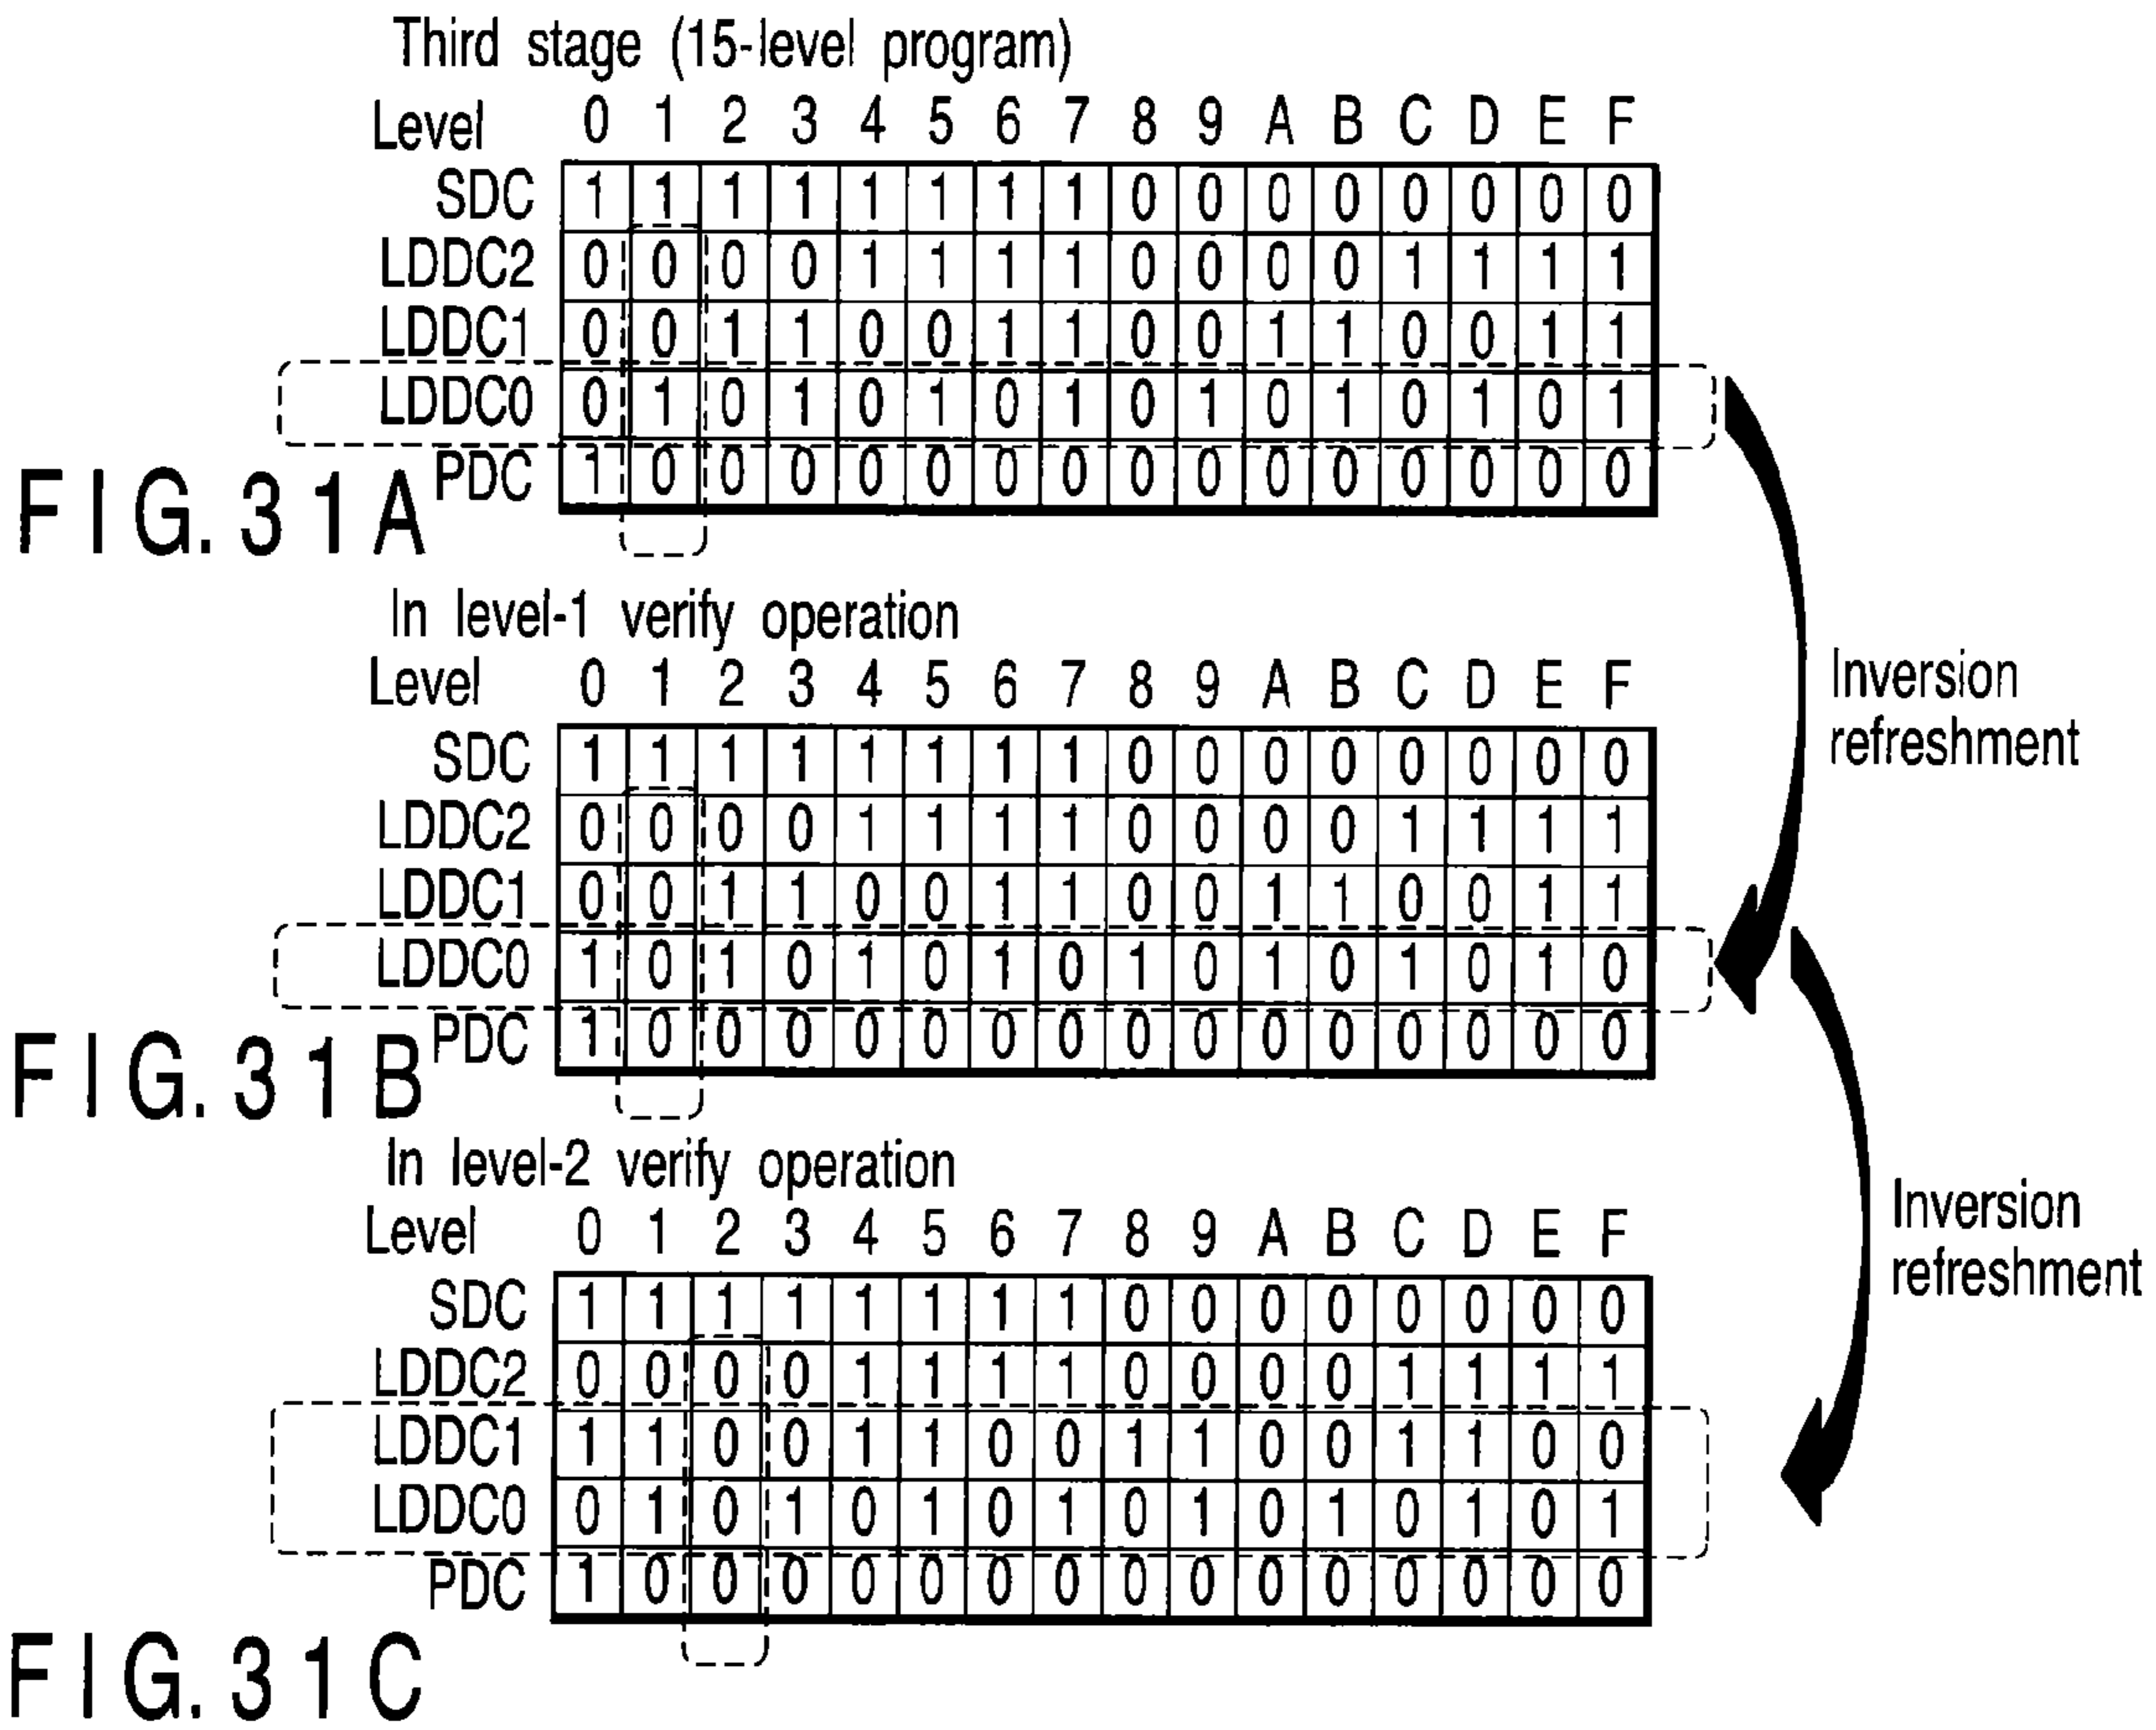 Third stage (15-level program)
Level 0 1 2 3 4 5 6 7 8 9 A B C D E F
SDC 1 1 1 1 1 1 1 1 0 0 0 0 0 0 0 0
LDDC2 0 0 0 0 1 1 1 1 0 0 0 0 1 1 1 1
LDDC1 0 0 1 1 0 0 1 1 0 0 1 1 0 0 1 1
LDDC0 0 1 0 1 0 1 0 1 0 1 0 1 0 1 0 1
PDC 1 0 0 0 0 0 0 0 0 0 0 0 0 0 0 0
FIG.31A
In level-1 verify operation
Level 0 1 2 3 4 5 6 7 8 9 A B C D E F
SDC 1 1 1 1 1 1 1 1 0 0 0 0 0 0 0 0
LDDC2 0 0 0 0 1 1 1 1 0 0 0 0 1 1 1 1
LDDC1 0 0 1 1 0 0 1 1 0 0 1 1 0 0 1 1
LDDC0 1 0 1 0 1 0 1 0 1 0 1 0 1 0 1 0
PDC 1 0 0 0 0 0 0 0 0 0 0 0 0 0 0 0
FIG.31B
Inversion
refreshment
In level-2 verify operation
Level 0 1 2 3 4 5 6 7 8 9 A B C D E F
SDC 1 1 1 1 1 1 1 1 0 0 0 0 0 0 0 0
LDDC2 0 0 0 0 1 1 1 1 0 0 0 0 1 1 1 1
LDDC1 1 1 0 0 1 1 0 0 1 1 0 0 1 1 0 0
LDDC0 0 1 0 1 0 1 0 1 0 1 0 1 0 1 0 1
PDC 1 0 0 0 0 0 0 0 0 0 0 0 0 0 0 0
FIG.31C
Inversion
refreshment